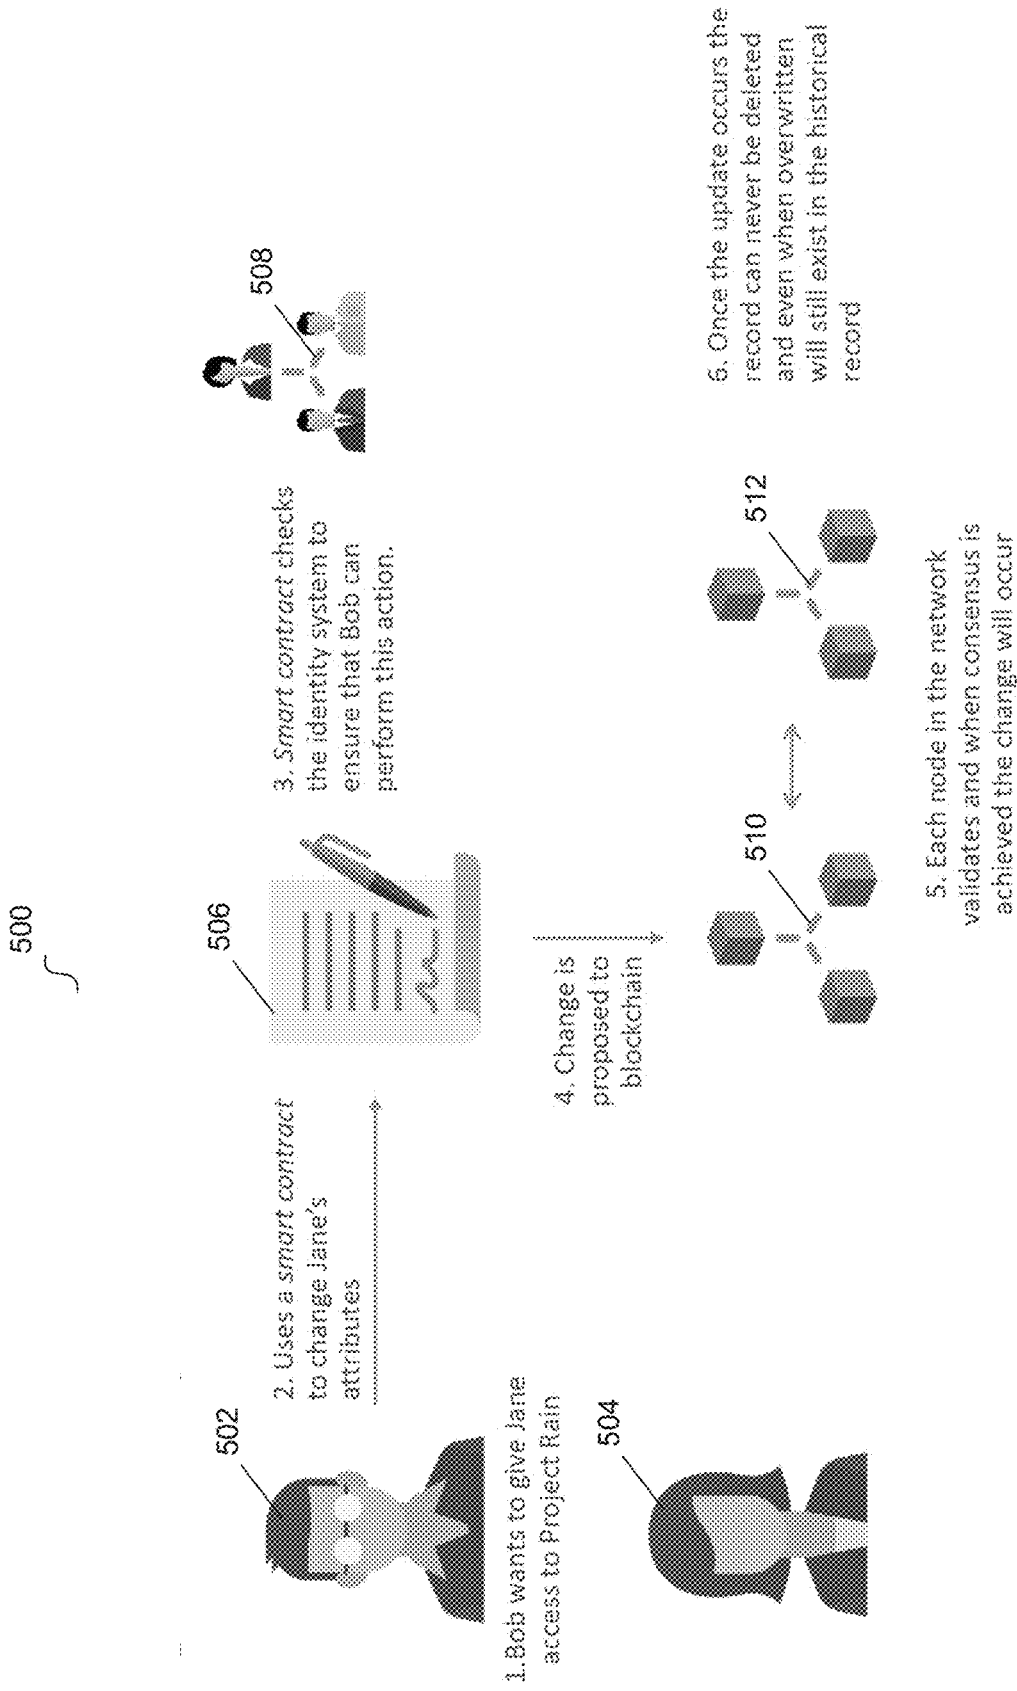 500
502
1.Bob wants to give Jane
access to Project Rain
504
2. Uses a smart contract
to change Jane's
attributes
506
3. Smart contract checks
the identity system to
ensure that Bob can
perform this action.
508
4. Change is
proposed to
blockchain
510
512
5. Each node in the network
validates and when consensus is
achieved the change will occur
6. Once the update occurs the
record can never be deleted
and even when overwritten
will still exist in the historical
record